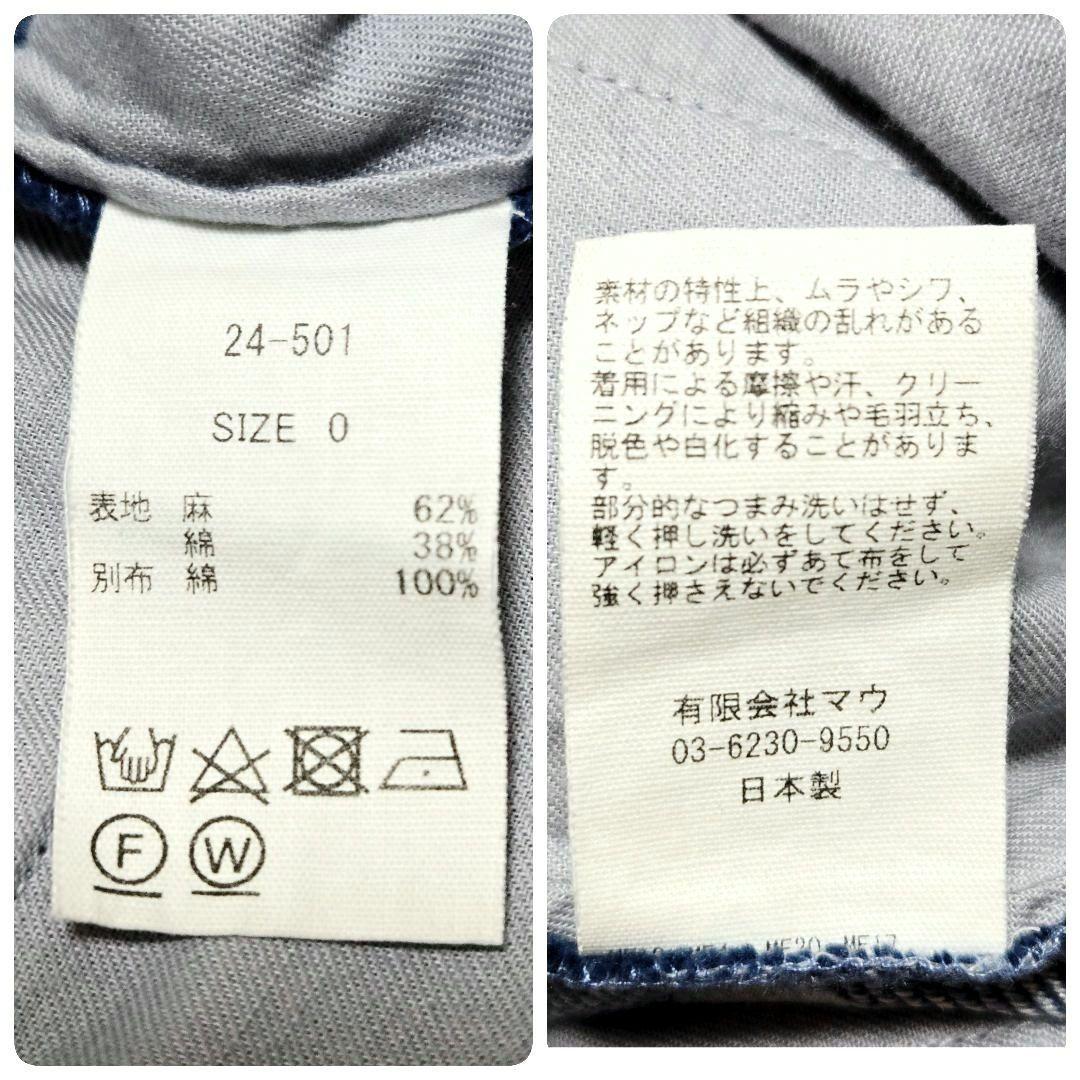 24-501
SIZE 0
表地 麻 62%
綿 38%
別布 綿 100%
F W
素材の特性上、ムラやシワ、
ネップなど組織の乱れがある
ことがあります。
着用による摩擦や汗、クリー
ニングにより縮みや毛羽立ち、
脱色や白化することがありま
す。
部分的なつまみ洗いはせず、
軽く押し洗いをしてください。
アイロンは必ずあて布をして
強く押さえないでください。
有限会社マウ
03-6230-9550
日本製